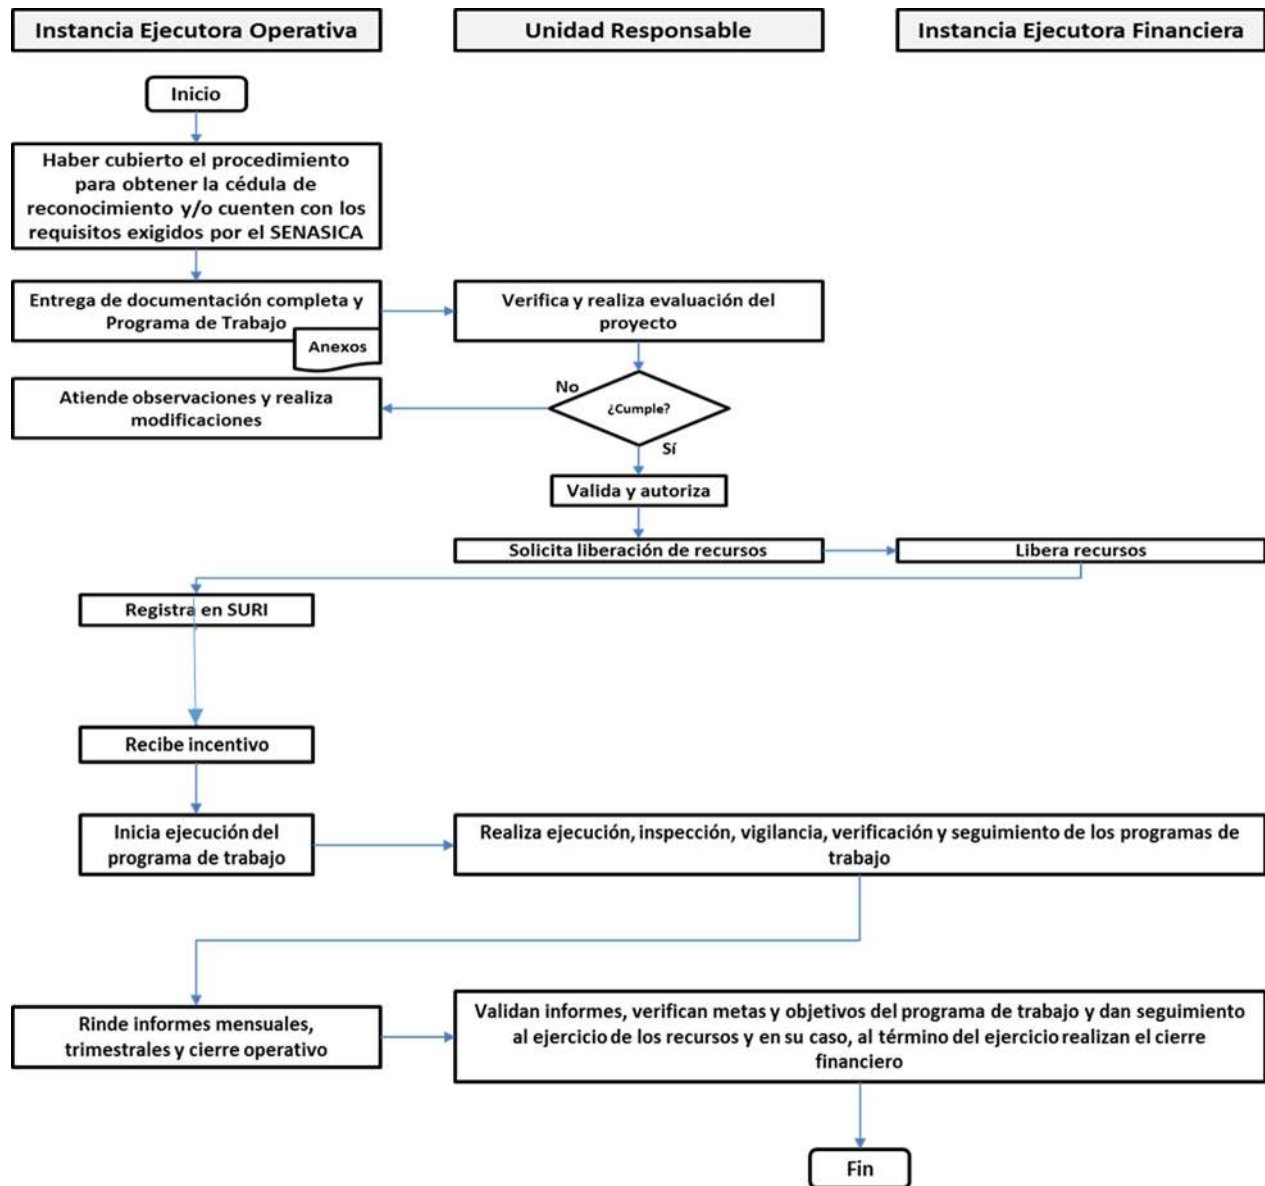 Instancia Ejecutora Operativa
Unidad Responsable
Instancia Ejecutora Financiera
Inicio
Haber cubierto el procedimiento
para obtener la cédula de
reconocimiento y/o cuenten con los
requisitos exigidos por el SENASICA
Entrega de documentación completa y
Programa de Trabajo
Anexos
Verifica y realiza evaluación del
proyecto
¿Cumple?
No
Atiende observaciones y realiza
modificaciones
Sí
Valida y autoriza
Solicita liberación de recursos
Libera recursos
Registra en SURI
Recibe incentivo
Inicia ejecución del
programa de trabajo
Realiza ejecución, inspección, vigilancia, verificación y seguimiento de los programas de
trabajo
Rinde informes mensuales,
trimestrales y cierre operativo
Validan informes, verifican metas y objetivos del programa de trabajo y dan seguimiento
al ejercicio de los recursos y en su caso, al término del ejercicio realizan el cierre
financiero
Fin